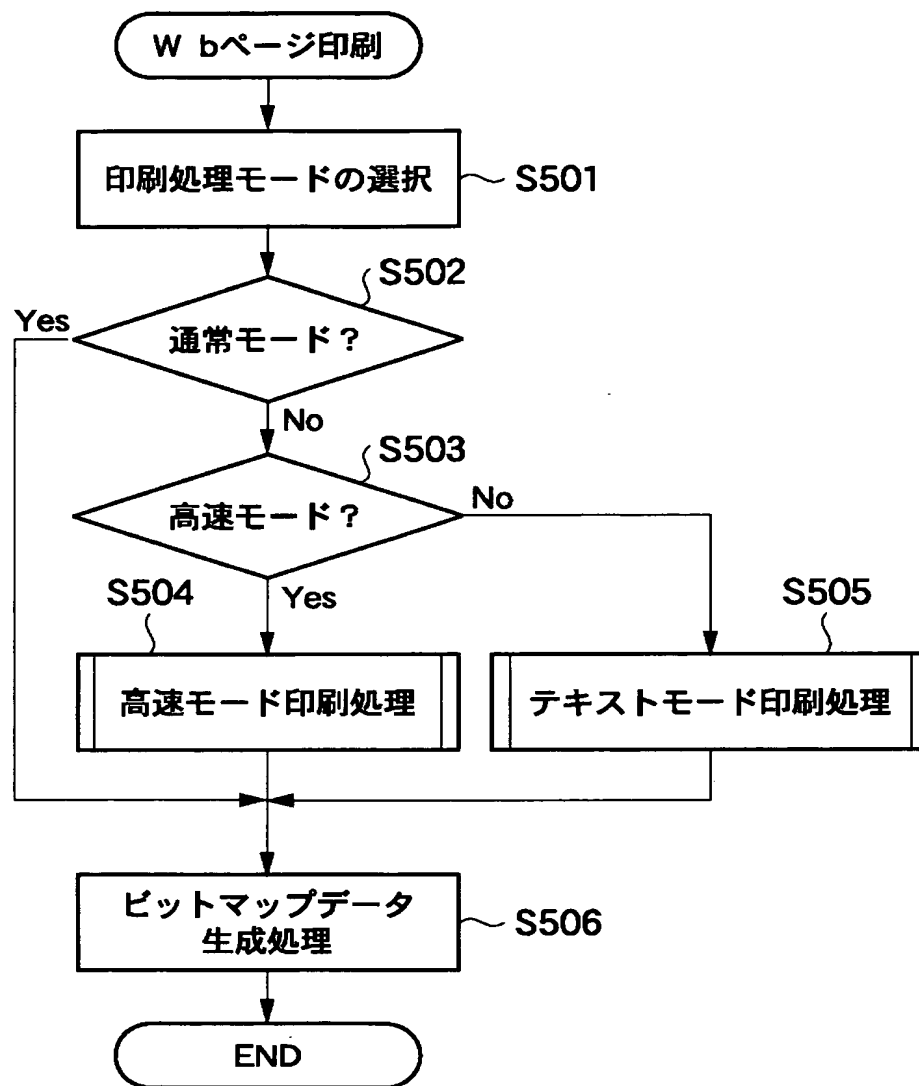 W bページ印刷
印刷処理モードの選択
S501
S502
Yes
通常モード？
No
S503
高速モード？
No
S504
Yes
S505
高速モード印刷処理
テキストモード印刷処理
ビットマップデータ
生成処理
S506
END